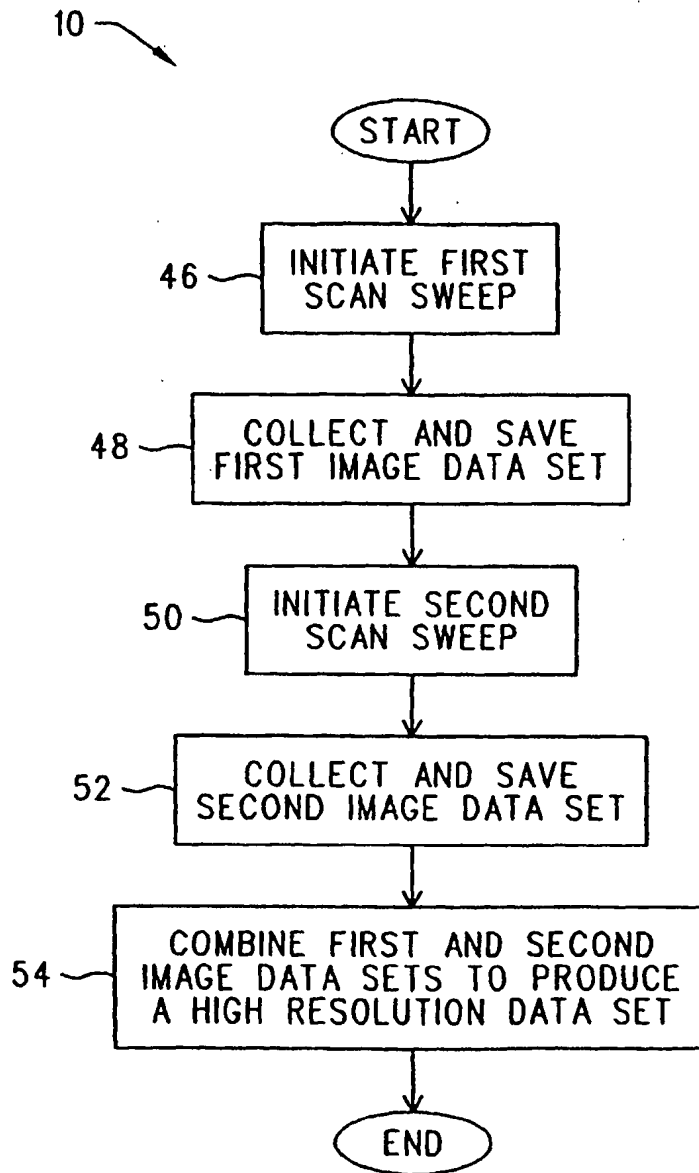 10
START
46
INITIATE FIRST
SCAN SWEEP
48
COLLECT AND SAVE
FIRST IMAGE DATA SET
50
INITIATE SECOND
SCAN SWEEP
52
COLLECT AND SAVE
SECOND IMAGE DATA SET
54
COMBINE FIRST AND SECOND
IMAGE DATA SETS TO PRODUCE
A HIGH RESOLUTION DATA SET
END